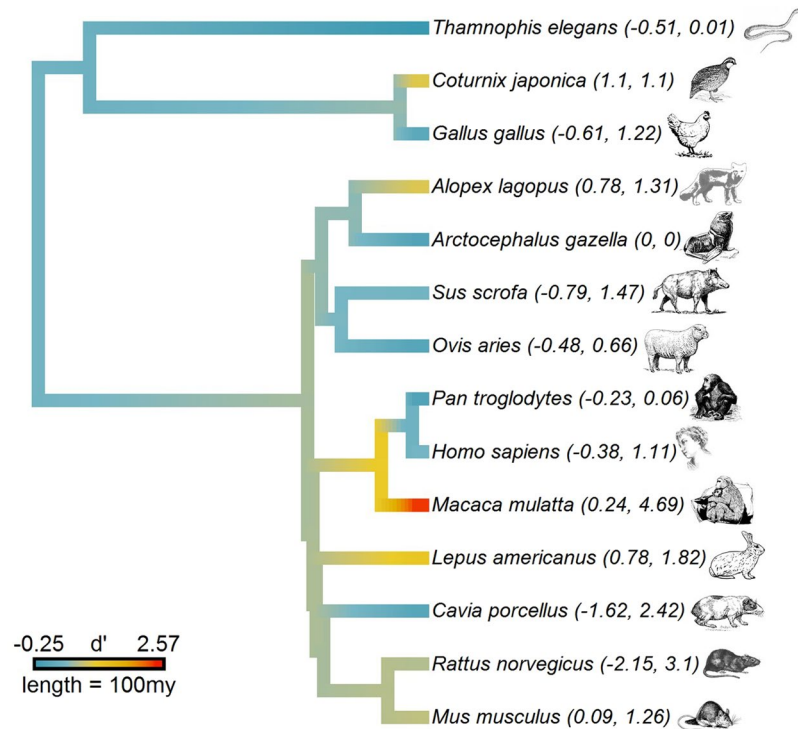 Thamnophis elegans (-0.51, 0.01)
Coturnix japonica (1.1, 1.1)
Gallus gallus (-0.61, 1.22)
Alopex lagopus (0.78, 1.31)
Arctocephalus gazella (0, 0)
Sus scrofa (-0.79, 1.47)
Ovis aries (-0.48, 0.66)
Pan troglodytes (-0.23, 0.06)
Homo sapiens (-0.38, 1.11)
Macaca mulatta (0.24, 4.69)
Lepus americanus (0.78, 1.82)
Cavia porcellus (-1.62, 2.42)
Rattus norvegicus (-2.15, 3.1)
Mus musculus (0.09, 1.26)
-0.25 d' 2.57
length = 100my